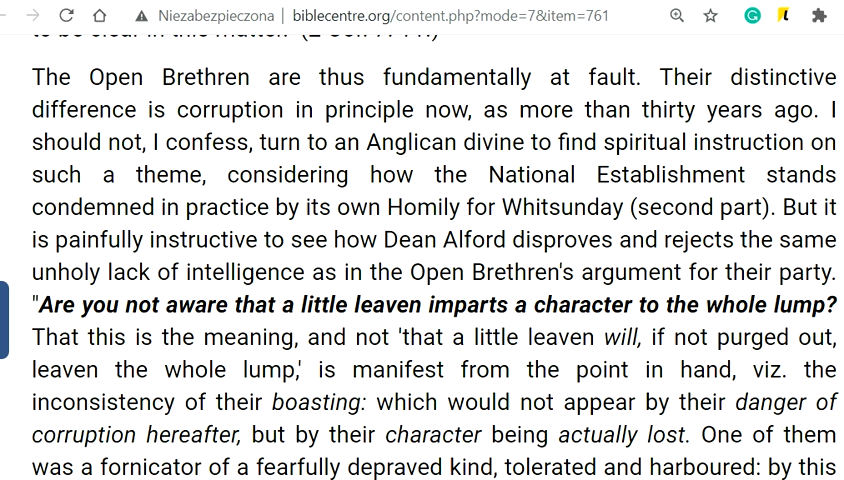 Niezabezpieczona | biblecentre.org/content.php?mode=7&item=761
The Open Brethren are thus fundamentally at fault. Their distinctive
difference is corruption in principle now, as more than thirty years ago. I
should not, I confess, turn to an Anglican divine to find spiritual instruction on
such a theme, considering how the National Establishment stands
condemned in practice by its own Homily for Whitsunday (second part). But it
is painfully instructive to see how Dean Alford disproves and rejects the same
unholy lack of intelligence as in the Open Brethren's argument for their party.
"Are you not aware that a little leaven imparts a character to the whole lump?
That this is the meaning, and not 'that a little leaven will, if not purged out,
leaven the whole lump,' is manifest from the point in hand, viz. the
inconsistency of their boasting: which would not appear by their danger of
corruption hereafter, but by their character being actually lost. One of them
was a fornicator of a fearfully depraved kind, tolerated and harboured: by this